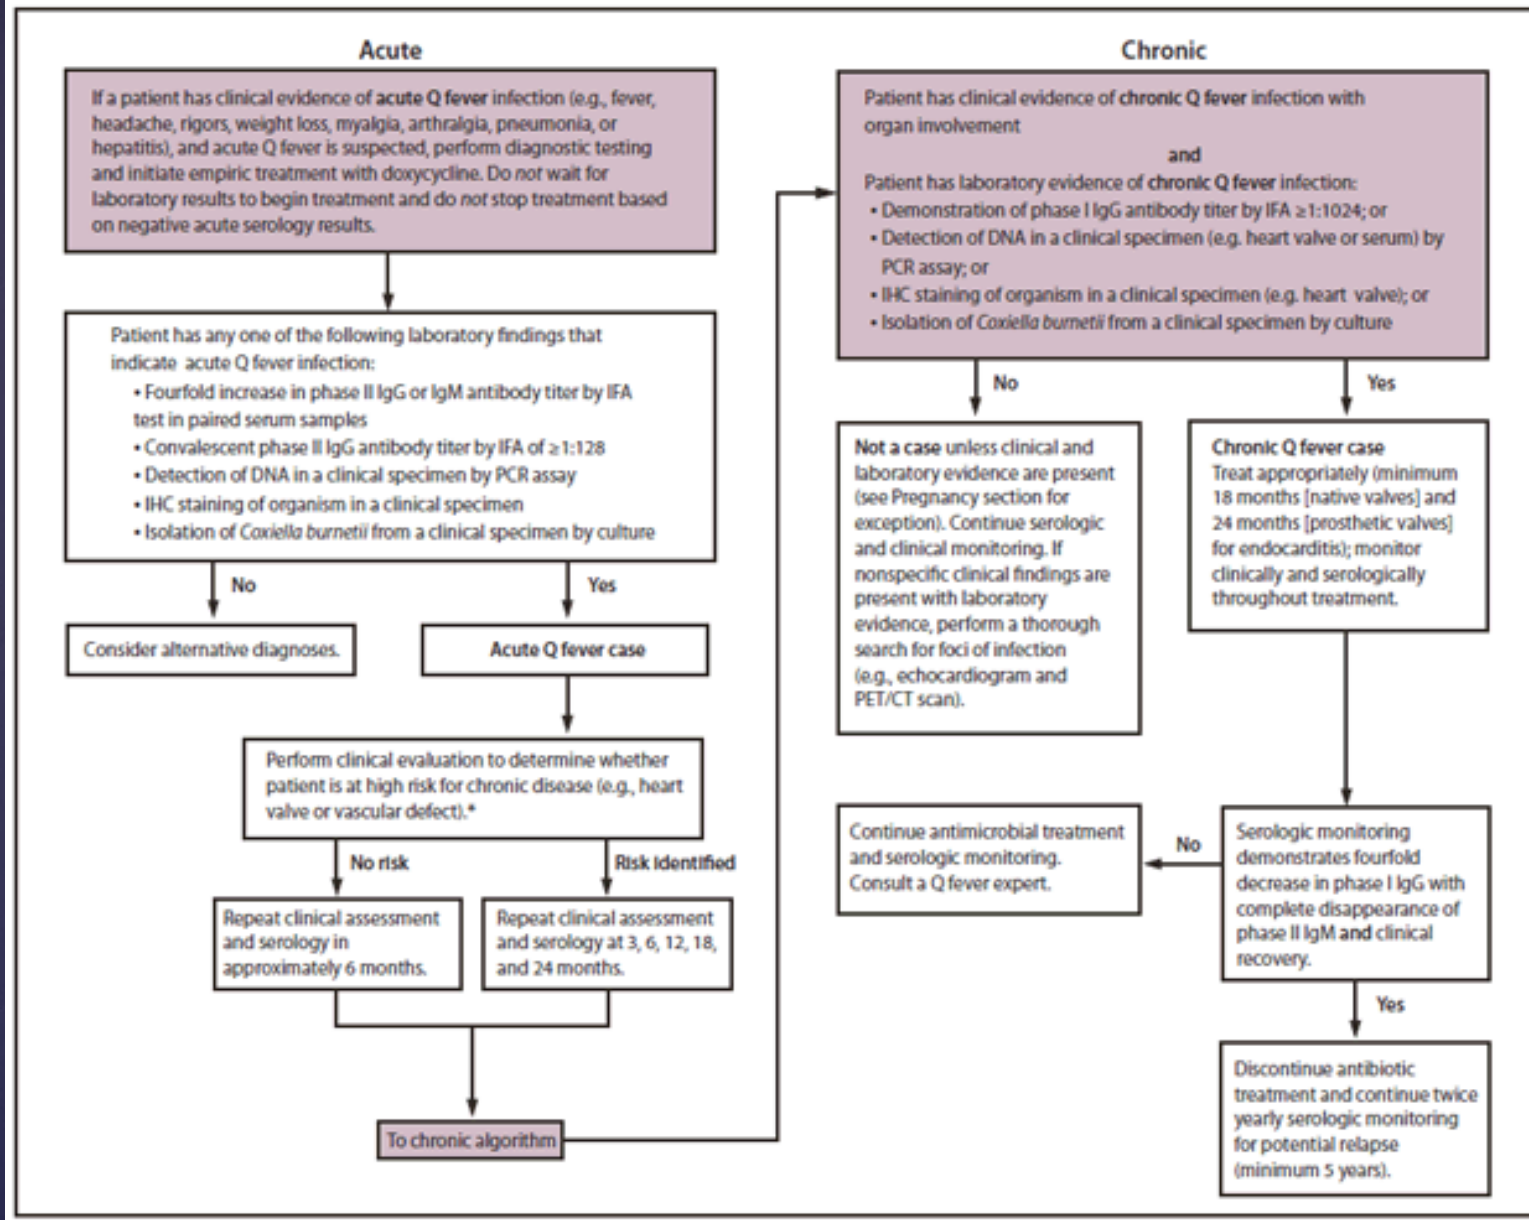 Acute
If a patient has clinical evidence of acute Q fever infection (e.g., fever,
headache, rigors, weight loss, myalgia, arthralgia, pneumonia, or
hepatitis), and acute Q fever is suspected, perform diagnostic testing
and initiate empiric treatment with doxycycline. Do not wait for
laboratory results to begin treatment and do not stop treatment based
on negative acute serology results.
Patient has any one of the following laboratory findings that
indicate acute Q fever infection:
• Fourfold increase in phase II IgG or IgM antibody titer by IFA
test in paired serum samples
• Convalescent phase II IgG antibody titer by IFA of ≥1:128
• Detection of DNA in a clinical specimen by PCR assay
• IHC staining of organism in a clinical specimen
• Isolation of Coxiella burnetii from a clinical specimen by culture
No
Yes
Consider alternative diagnoses.
Acute Q fever case
Perform clinical evaluation to determine whether
patient is at high risk for chronic disease (e.g., heart
valve or vascular defect).*
No risk
Risk identified
Repeat clinical assessment
and serology in
approximately 6 months.
Repeat clinical assessment
and serology at 3, 6, 12, 18,
and 24 months.
To chronic algorithm
Chronic
Patient has clinical evidence of chronic Q fever infection with
organ involvement
and
Patient has laboratory evidence of chronic Q fever infection:
• Demonstration of phase I IgG antibody titer by IFA ≥1:1024; or
• Detection of DNA in a clinical specimen (e.g. heart valve or serum) by
PCR assay; or
• IHC staining of organism in a clinical specimen (e.g. heart valve); or
• Isolation of Coxiella burnetii from a clinical specimen by culture
No
Yes
Not a case unless clinical and
laboratory evidence are present
(see Pregnancy section for
exception). Continue serologic
and clinical monitoring. If
nonspecific clinical findings are
present with laboratory
evidence, perform a thorough
search for foci of infection
(e.g., echocardiogram and
PET/CT scan).
Chronic Q fever case
Treat appropriately (minimum
18 months [native valves] and
24 months [prosthetic valves]
for endocarditis); monitor
clinically and serologically
throughout treatment.
Continue antimicrobial treatment
and serologic monitoring.
Consult a Q fever expert.
No
Serologic monitoring
demonstrates fourfold
decrease in phase I IgG with
complete disappearance of
phase II IgM and clinical
recovery.
Yes
Discontinue antibiotic
treatment and continue twice
yearly serologic monitoring
for potential relapse
(minimum 5 years).